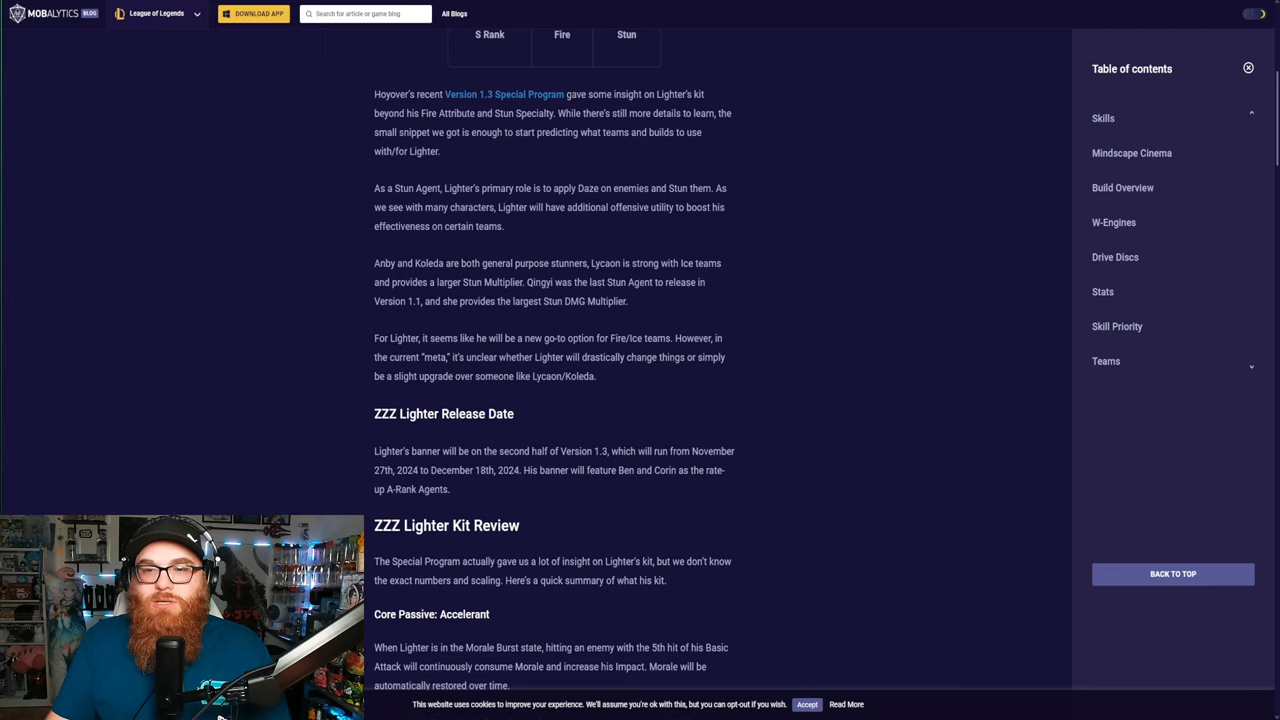 MOBALYTICS BLOG
League of Legends
DOWNLOAD APP
Search for article or game blog
All Blogs
S Rank Fire Stun
Hoyover's recent Version 1.3 Special Program gave some insight on Lighter's kit
beyond his Fire Attribute and Stun Specialty. While there's still more details to learn, the
small snippet we got is enough to start predicting what teams and builds to use
with/for Lighter.
As a Stun Agent, Lighter's primary role is to apply Daze on enemies and Stun them. As
we see with many characters, Lighter will have additional offensive utility to boost his
effectiveness on certain teams.
Anby and Koleda are both general purpose stunners, Lycaon is strong with Ice teams
and provides a larger Stun Multiplier. Qingyi was the last Stun Agent to release in
Version 1.1, and she provides the largest Stun DMG Multiplier.
For Lighter, it seems like he will be a new go-to option for Fire/Ice teams. However, in
the current “meta,” it's unclear whether Lighter will drastically change things or simply
be a slight upgrade over someone like Lycaon/Koleda.
ZZZ Lighter Release Date
Lighter's banner will be on the second half of Version 1.3, which will run from November
27th, 2024 to December 18th, 2024. His banner will feature Ben and Corin as the rate-
up A-Rank Agents.
ZZZ Lighter Kit Review
The Special Program actually gave us a lot of insight on Lighter's kit, but we don't know
the exact numbers and scaling. Here's a quick summary of what his kit.
Core Passive: Accelerant
When Lighter is in the Morale Burst state, hitting an enemy with the 5th hit of his Basic
Attack will continuously consume Morale and increase his Impact. Morale will be
automatically restored over time.
Table of contents
Skills
Mindscape Cinema
Build Overview
W-Engines
Drive Discs
Stats
Skill Priority
Teams
BACK TO TOP
This website uses cookies to improve your experience. We'll assume you're ok with this, but you can opt-out if you wish. Accept Read More